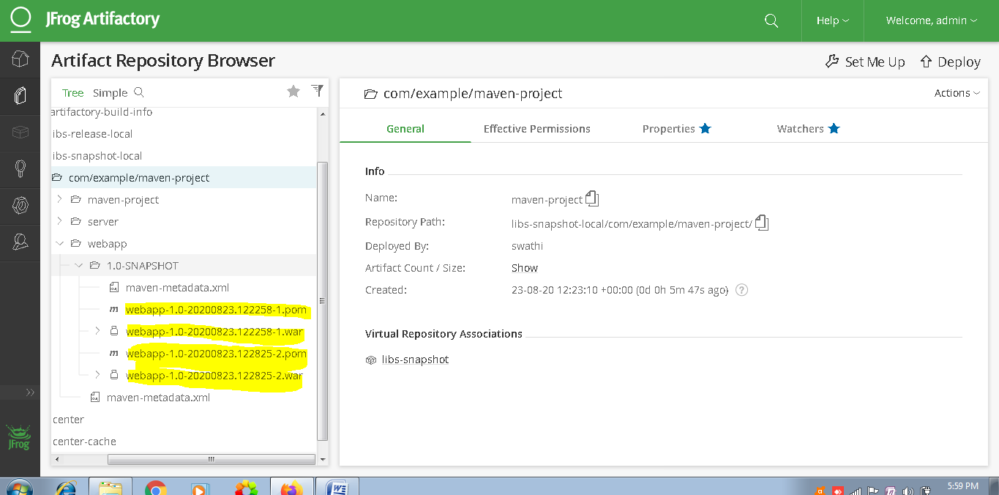 JFrog Artifactory
Help
Welcome, admin
Artifact Repository Browser
Set Me Up
Deploy
Tree Simple
artifactory-build-info
ibs-release-local
ibs-snapshot-local
com/example/maven-project
maven-project
server
webapp
1.0-SNAPSHOT
maven-metadata.xml
m webapp-1.0-20200823.122258-1.pom
webapp-1.0-20200823.122258-1.war
m webapp-1.0-20200823.122825-2.pom
webapp-1.0-20200823.122825-2.war
maven-metadata.xml
center
center-cache
com/example/maven-project
Actions
General Effective Permissions Properties Watchers
Info
Name: maven-project
Repository Path: libs-snapshot-local/com/example/maven-project/
Deployed By: swathi
Artifact Count / Size: Show
Created: 23-08-20 12:23:10 +00:00 (0d 0h 5m 47s ago) ?
Virtual Repository Associations
libs-snapshot
JFrog
5:59 PM